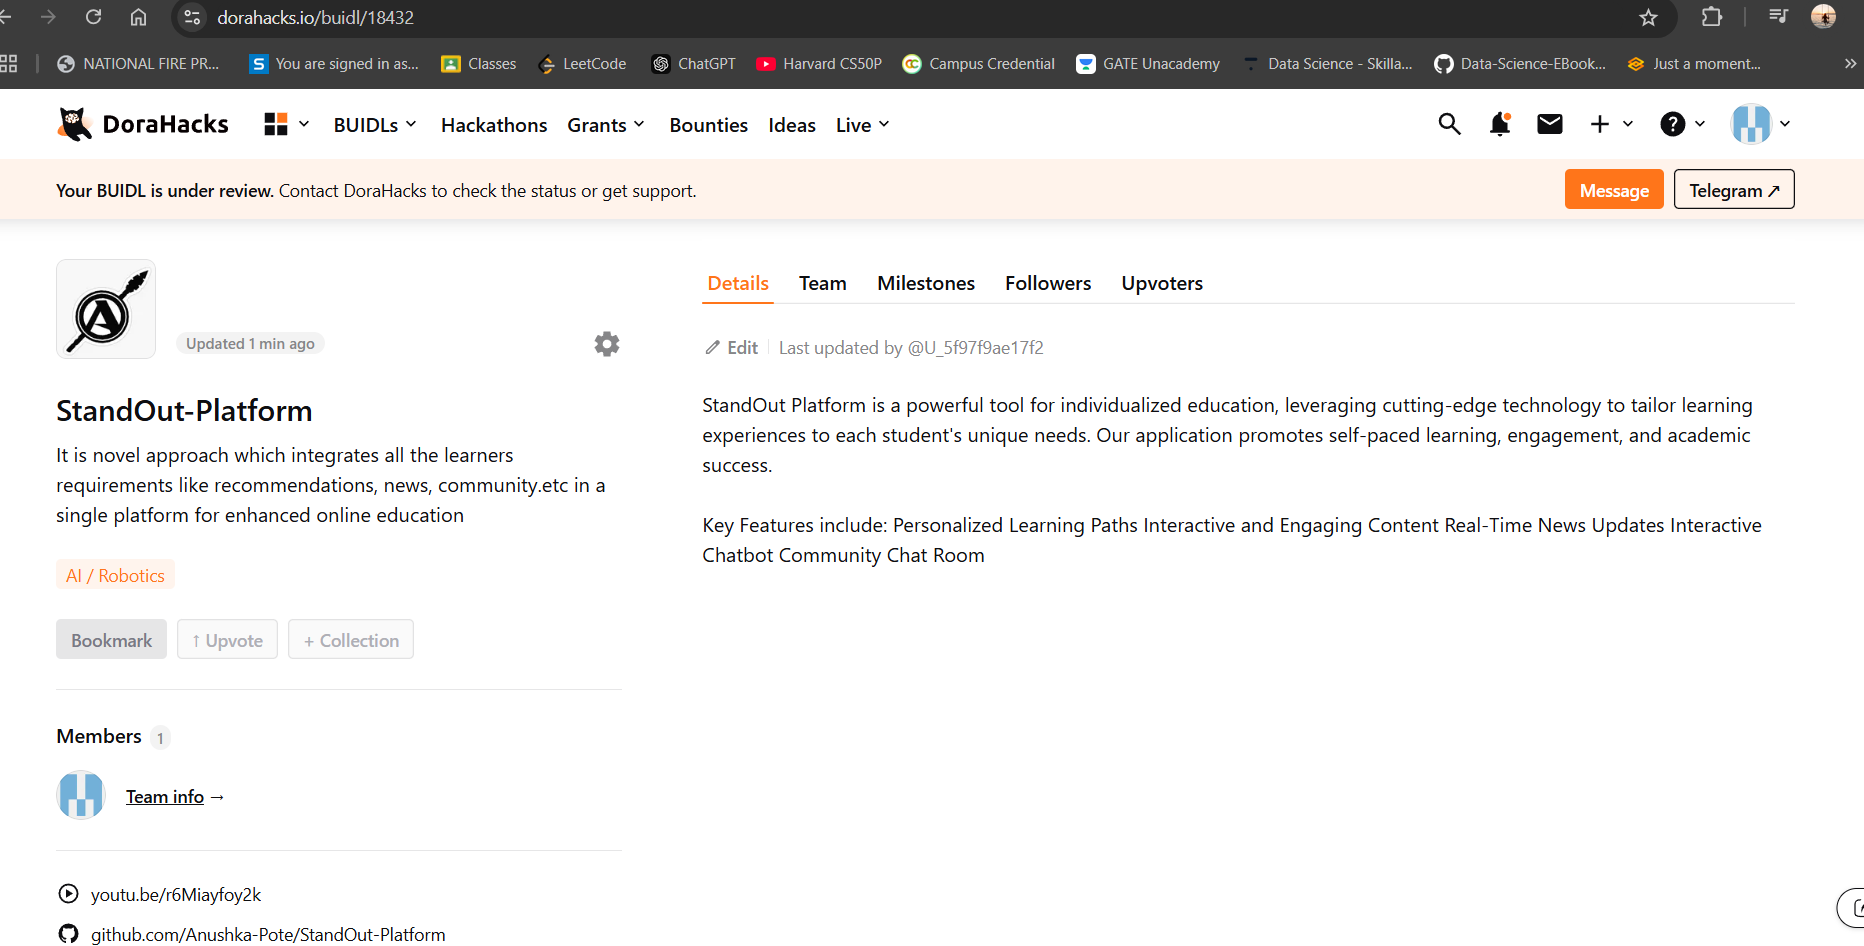 dorahacks.io/buidl/18432
NATIONAL FIRE PR... You are signed in as... Classes LeetCode ChatGPT Harvard CS50P Campus Credential GATE Unacademy Data Science - Skilla... Data-Science-EBook... Just a moment...
DoraHacks BUIDLs Hackathons Grants Bounties Ideas Live
Your BUIDL is under review. Contact DoraHacks to check the status or get support. Message Telegram ↗
Details Team Milestones Followers Upvoters
Updated 1 min ago
Edit Last updated by @U_5f97f9ae17f2
StandOut-Platform
It is novel approach which integrates all the learners
requirements like recommendations, news, community.etc in a
single platform for enhanced online education
AI / Robotics
Bookmark ↑ Upvote + Collection
Members 1
Team info →
youtu.be/r6Miayfoy2k
github.com/Anushka-Pote/StandOut-Platform
StandOut Platform is a powerful tool for individualized education, leveraging cutting-edge technology to tailor learning
experiences to each student's unique needs. Our application promotes self-paced learning, engagement, and academic
success.
Key Features include: Personalized Learning Paths Interactive and Engaging Content Real-Time News Updates Interactive
Chatbot Community Chat Room